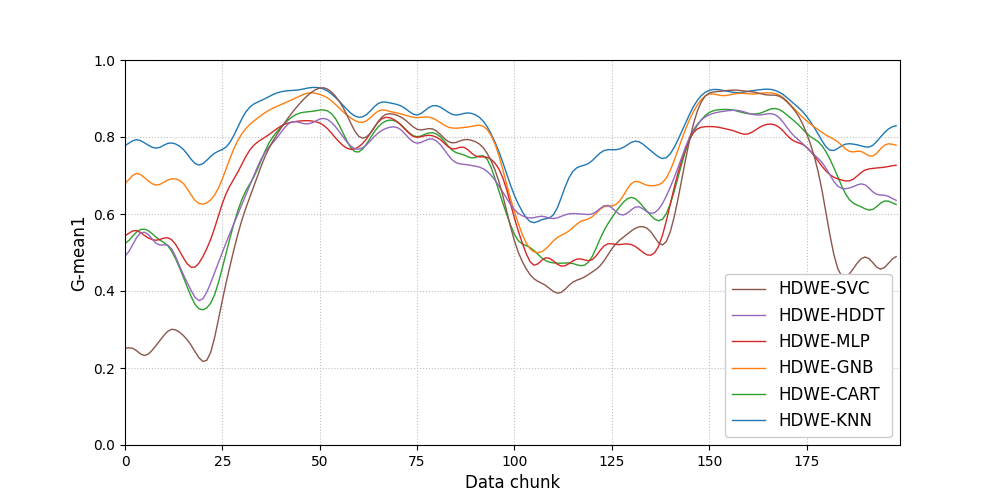 1.0
0.8
0.6
0.4
0.2
0.0
G-mean1
0 25 50 75 100 125 150 175
Data chunk
HDWE-SVC
HDWE-HDDT
HDWE-MLP
HDWE-GNB
HDWE-CART
HDWE-KNN